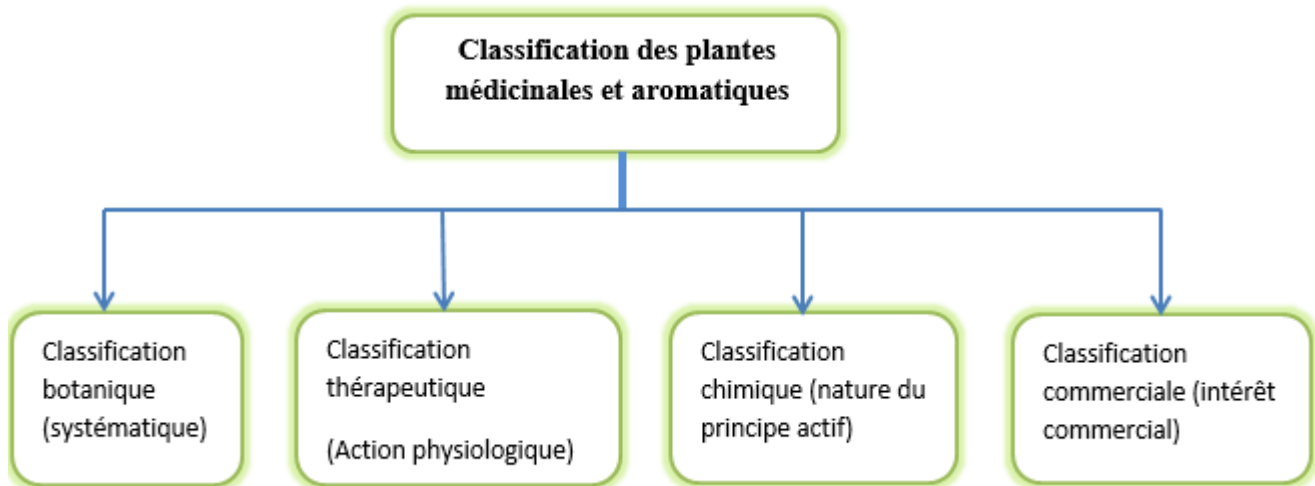 Classification des plantes
médicinales et aromatiques
Classification
botanique
(systématique)
Classification
thérapeutique
(Action physiologique)
Classification
chimique (nature du
principe actif)
Classification
commerciale (intérêt
commercial)